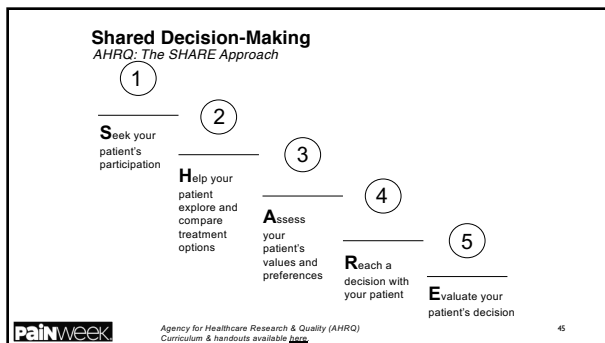 Shared Decision-Making
AHRQ: The SHARE Approach
1
Seek your
patient's
participation
2
Help your
patient
explore and
compare
treatment
options
3
Assess
your
patient's
values and
preferences
4
Reach a
decision with
your patient
5
Evaluate your
patient's decision
PAINWEEK.
Agency for Healthcare Research & Quality (AHRQ)
Curriculum & handouts available here.
45